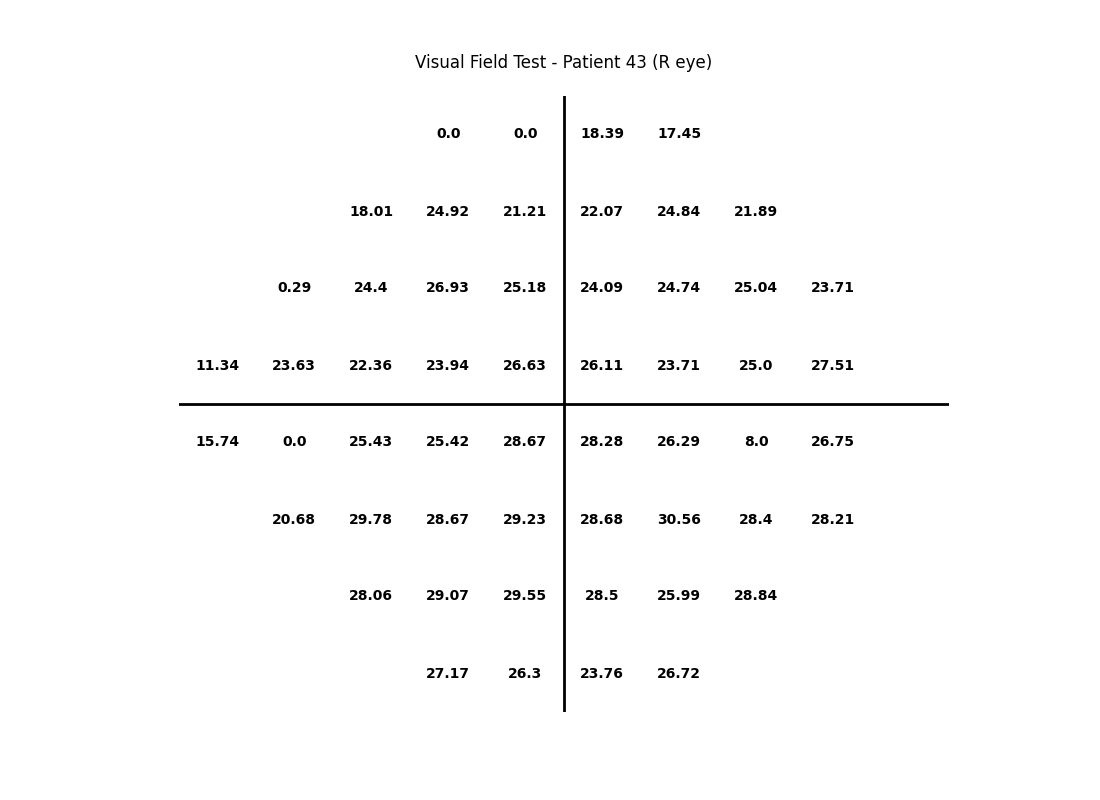 Visual Field Test - Patient 43 (R eye)
0.0 0.0 18.39 17.45
18.01 24.92 21.21 22.07 24.84 21.89
0.29 24.4 26.93 25.18 24.09 24.74 25.04 23.71
11.34 23.63 22.36 23.94 26.63 26.11 23.71 25.0 27.51
15.74 0.0 25.43 25.42 28.67 28.28 26.29 8.0 26.75
20.68 29.78 28.67 29.23 28.68 30.56 28.4 28.21
28.06 29.07 29.55 28.5 25.99 28.84
27.17 26.3 23.76 26.72